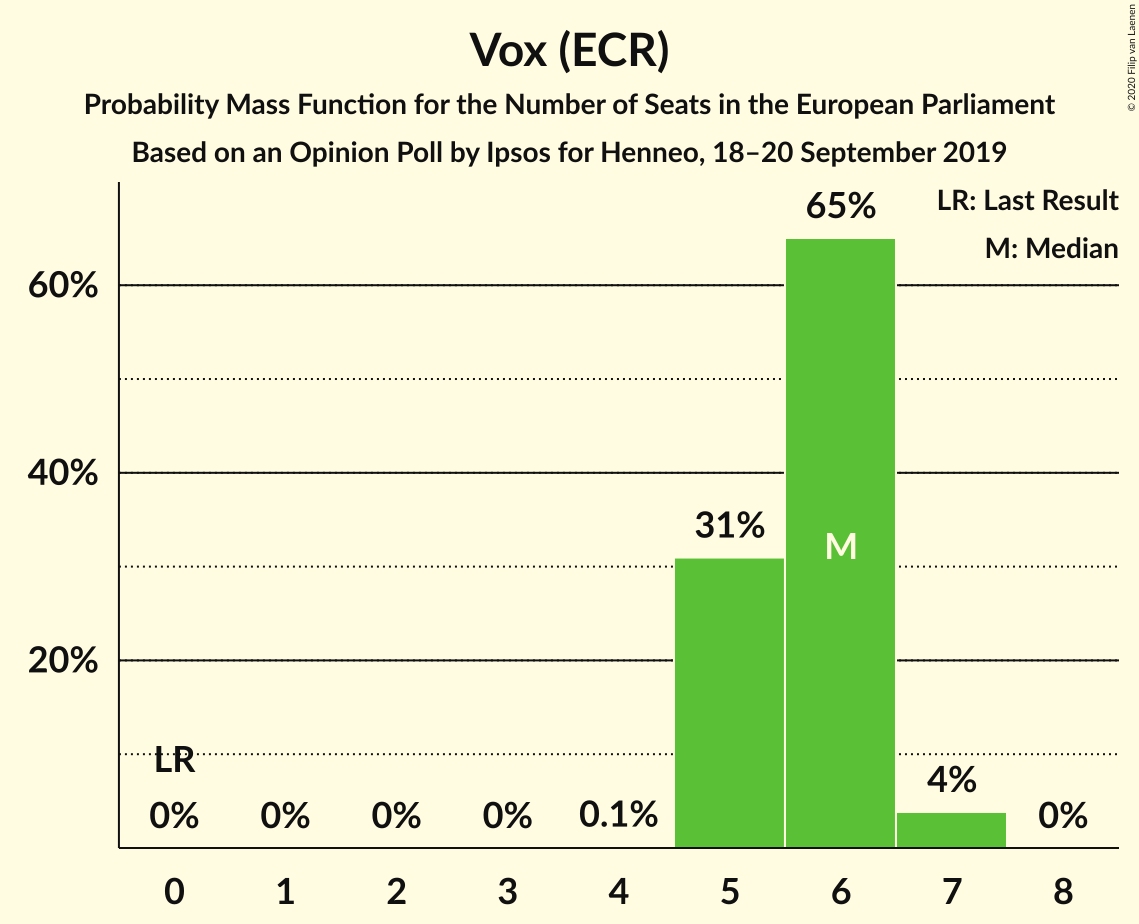 Vox (ECR)
Probability Mass Function for the Number of Seats in the European Parliament
Based on an Opinion Poll by Ipsos for Henneo, 18–20 September 2019
© 2020 Filip van Laenen
LR: Last Result
M: Median
65%
60%
40%
31%
M
20%
LR
4%
0%
0%
0%
0%
0.1%
0%
0
1
2
3
4
5
6
7
8